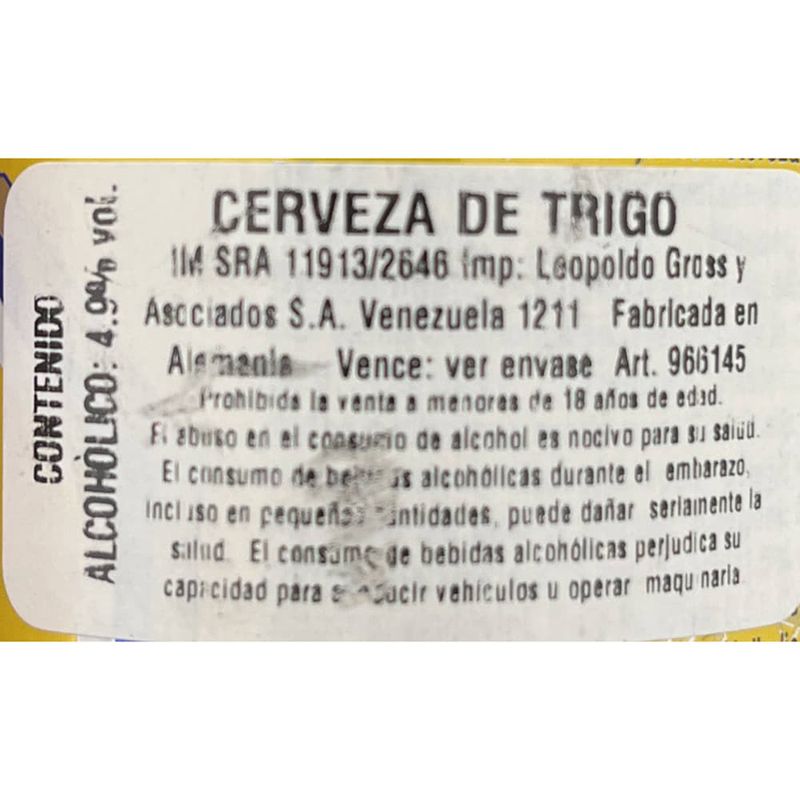 CERVEZA DE TRIGO
IM SRA 11913/2646 Imp: Leopoldo Gross y
Asociados S.A. Venezuela 1211 Fabricada en
Alemania Vence: ver envase Art. 966145
Prohibida la venta a menores de 18 años de edad.
El abuso en el consumo de alcohol es nocivo para su salud.
El consumo de bebidas alcohólicas durante el embarazo,
incluso en pequeñas cantidades, puede dañar seriamente la
salud. El consumo de bebidas alcohólicas perjudica su
capacidad para conducir vehículos u operar maquinaria
CONTENIDO
ALCOHÓLICO: 4.9% vol.